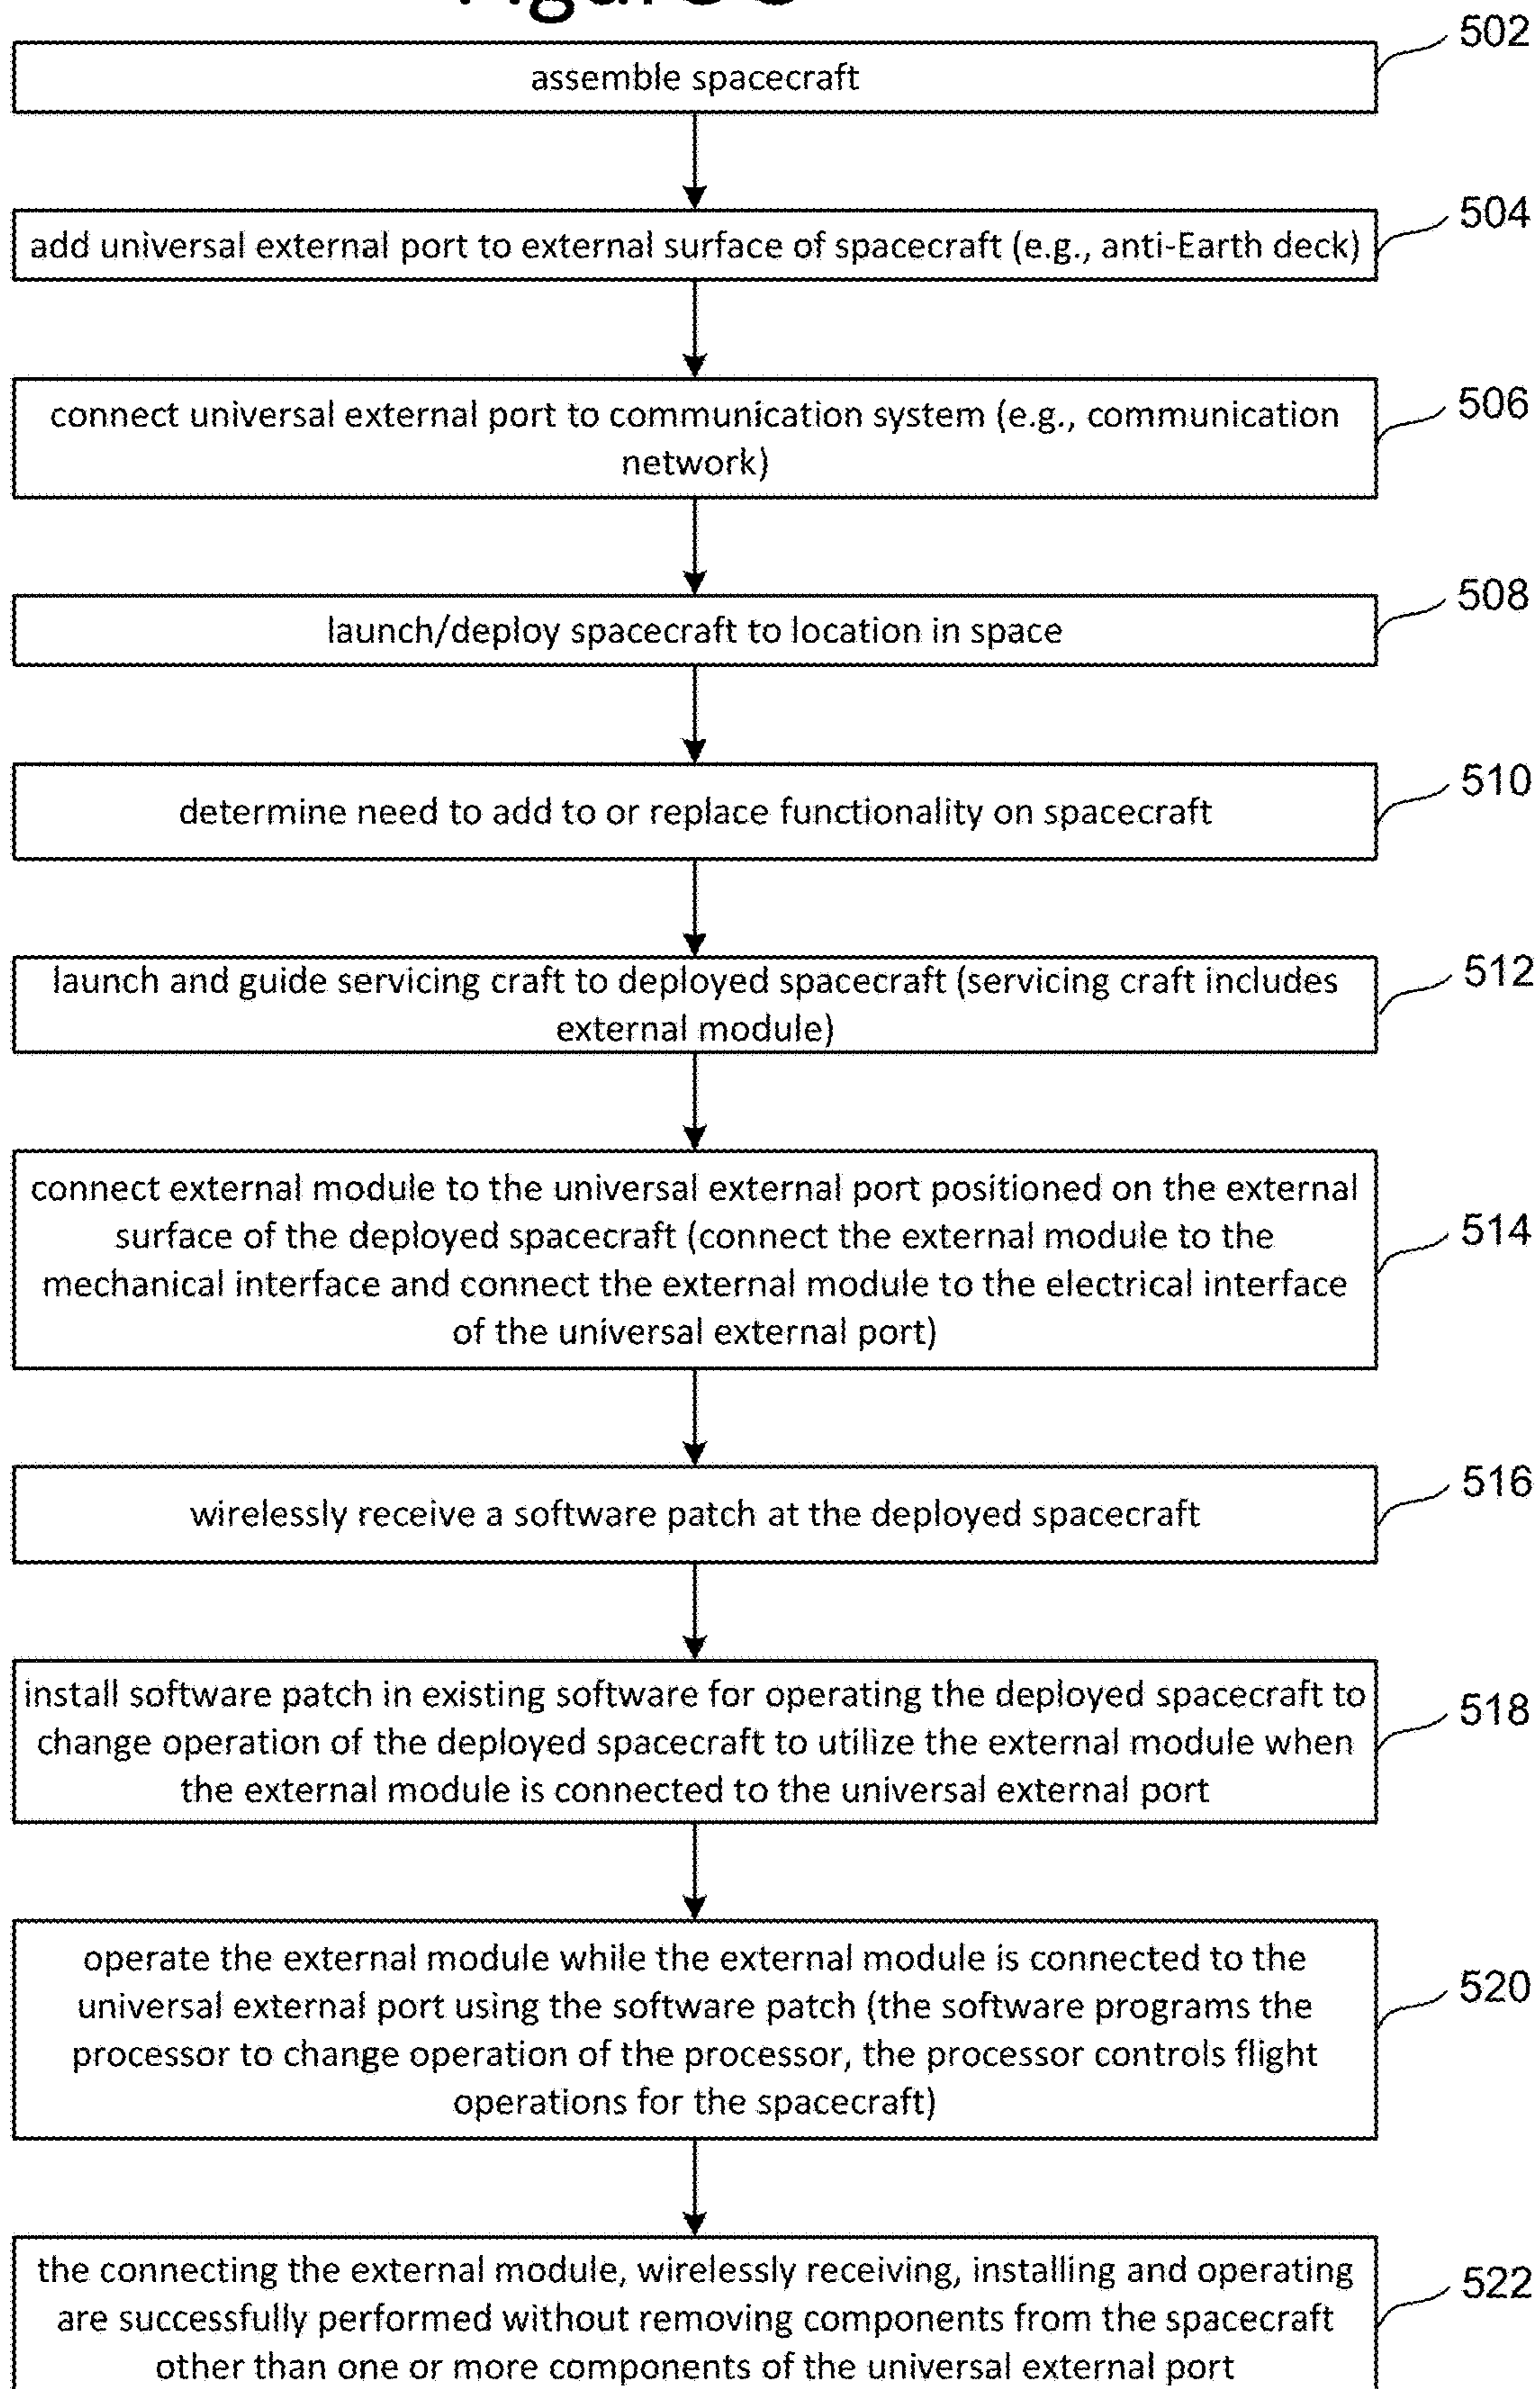 502
assemble spacecraft
504
add universal external port to external surface of spacecraft (e.g., anti-Earth deck)
506
connect universal external port to communication system (e.g., communication
network)
508
launch/deploy spacecraft to location in space
510
determine need to add to or replace functionality on spacecraft
512
launch and guide servicing craft to deployed spacecraft (servicing craft includes
external module)
connect external module to the universal external port positioned on the external
surface of the deployed spacecraft (connect the external module to the
514
mechanical interface and connect the external module to the electrical interface
of the universal external port)
516
wirelessly receive a software patch at the deployed spacecraft
install software patch in existing software for operating the deployed spacecraft to
518
change operation of the deployed spacecraft to utilize the external module when
the external module is connected to the universal external port
operate the external module while the external module is connected to the
520
universal external port using the software patch (the software programs the
processor to change operation of the processor, the processor controls flight
operations for the spacecraft)
the connecting the external module, wirelessly receiving, installing and operating
522
are successfully performed without removing components from the spacecraft
other than one or more components of the universal external port